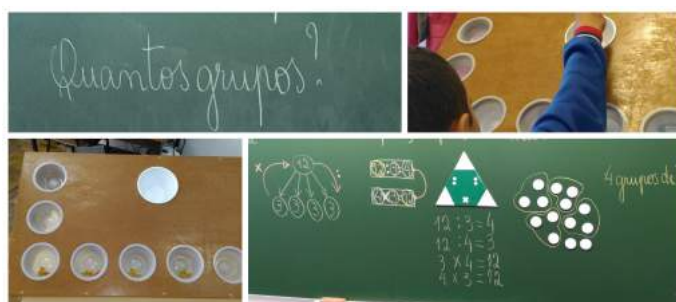 Quantos grupos?
12
3 3 3 3
x
:
12 : 3 = 4
12 : 4 = 3
3 x 4 = 12
4 x 3 = 12
4 grupos de